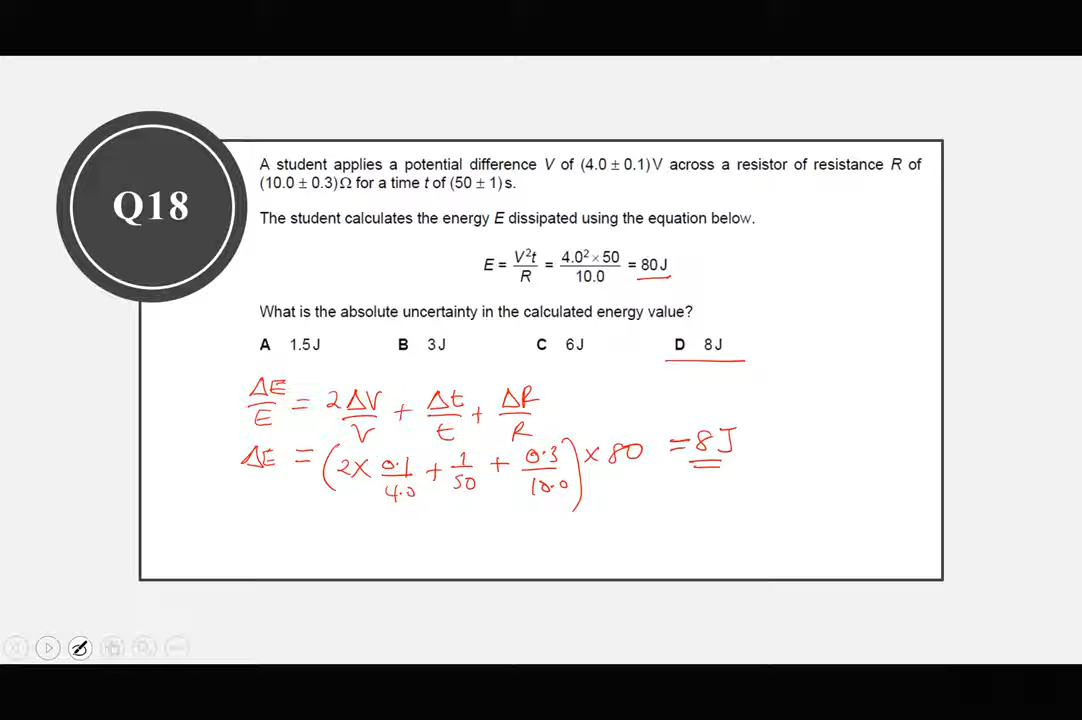 Q18
A student applies a potential difference V of (4.0 ± 0.1) V across a resistor of resistance R of
(10.0 ± 0.3) Ω for a time t of (50 ± 1) s.
The student calculates the energy E dissipated using the equation below.
E = V²t / R = 4.0² × 50 / 10.0 = 80 J
What is the absolute uncertainty in the calculated energy value?
A 1.5 J B 3 J C 6 J D 8 J
ΔE / E = 2 ΔV / V + Δt / t + ΔR / R
ΔE = (2 × 0.1 / 4.0 + 1 / 50 + 0.3 / 10.0) × 80 = 8 J